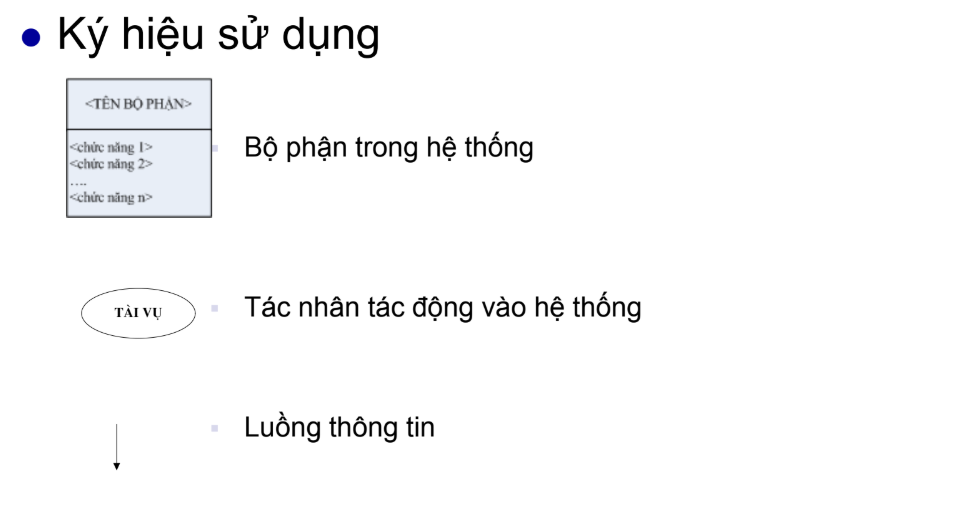 Ký hiệu sử dụng
<TÊN BỘ PHẬN>
<chức năng 1>
<chức năng 2>
....
<chức năng n>
Bộ phận trong hệ thống
TÀI VỤ
Tác nhân tác động vào hệ thống
Luồng thông tin